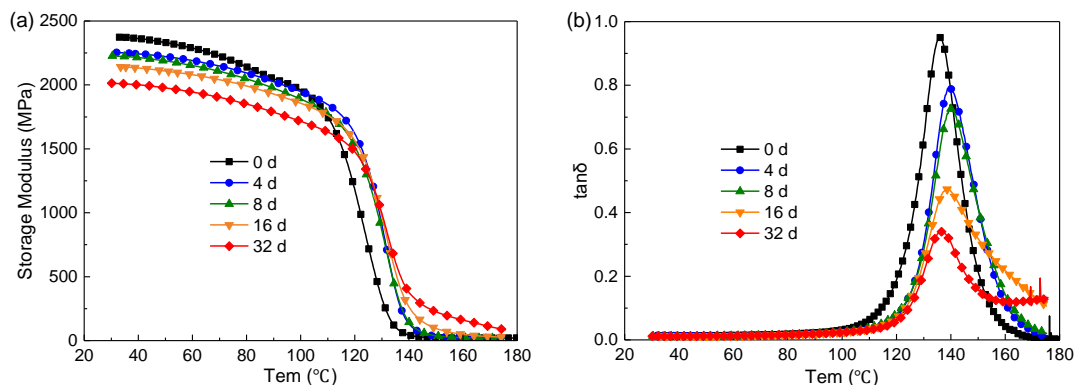 (a)
2500
2000
1500
1000
500
0
Storage Modulus (MPa)
0 d
4 d
8 d
16 d
32 d
20 40 60 80 100 120 140 160 180
Tem (℃)
(b)
1.0
0.8
0.6
0.4
0.2
0.0
tanδ
0 d
4 d
8 d
16 d
32 d
20 40 60 80 100 120 140 160 180
Tem (℃)